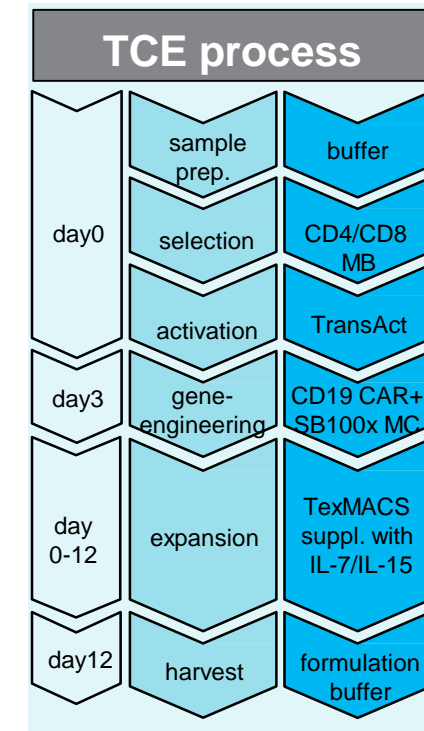 TCE process
sample
prep.
buffer
day0
selection
CD4/CD8
MB
activation
TransAct
day3
gene-
engineering
CD19 CAR+
SB100x MC
day
0-12
expansion
TexMACS
suppl. with
IL-7/IL-15
day12
harvest
formulation
buffer